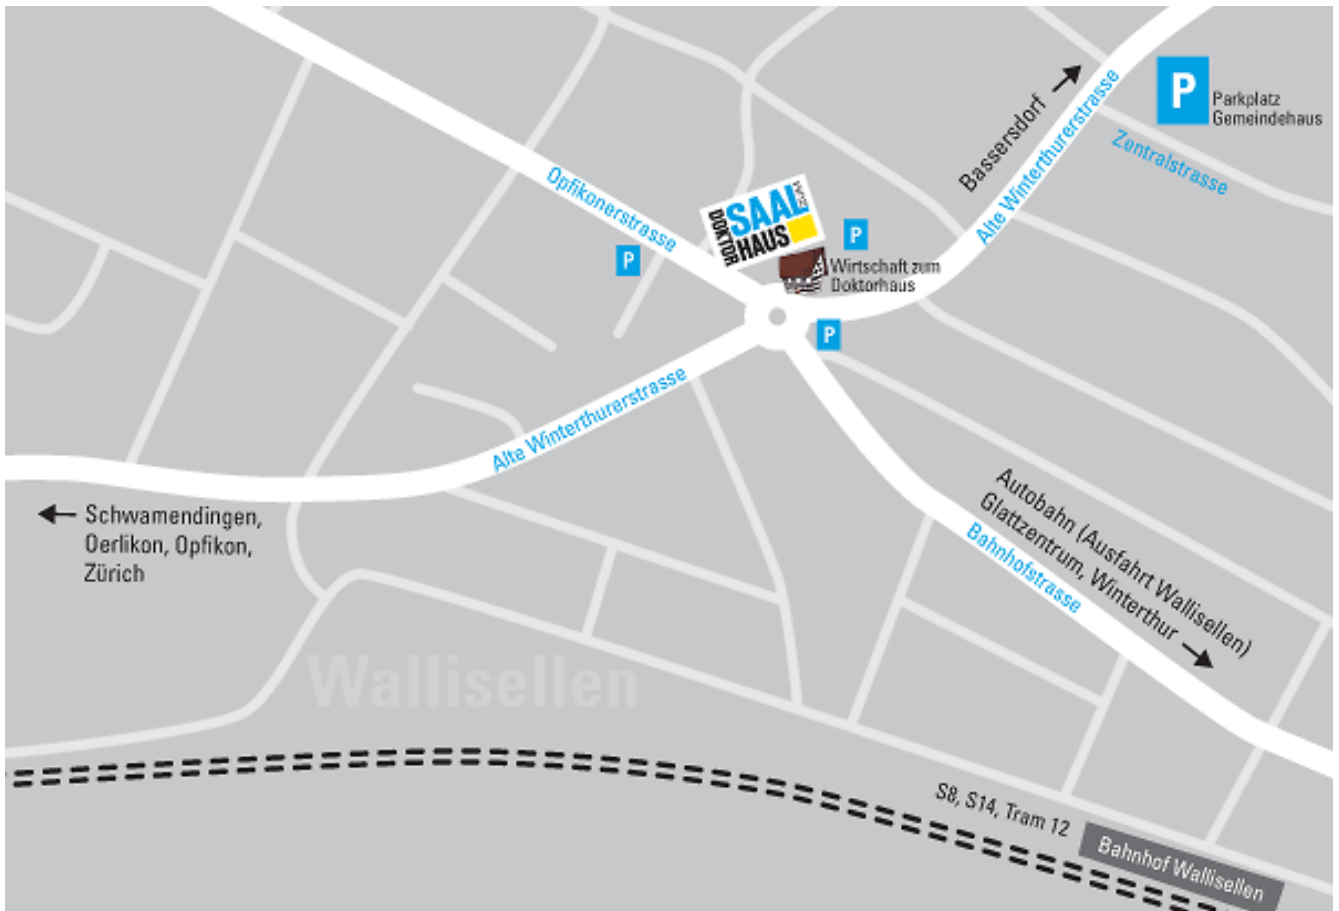 P
Parkplatz
Gemeindehaus
Bassersdorf
Alte Winterthurerstrasse
Zentralstrasse
Opfikonerstrasse
DOKTOR
SAAL
ZUM
HAUS
P
P
Wirtschaft zum
Doktorhaus
P
Alte Winterthurerstrasse
Schwamendingen,
Oerlikon, Opfikon,
Zürich
Autobahn (Ausfahrt Wallisellen)
Glattzentrum, Winterthur
Bahnhofstrasse
Wallisellen
S8, S14, Tram 12
Bahnhof Wallisellen